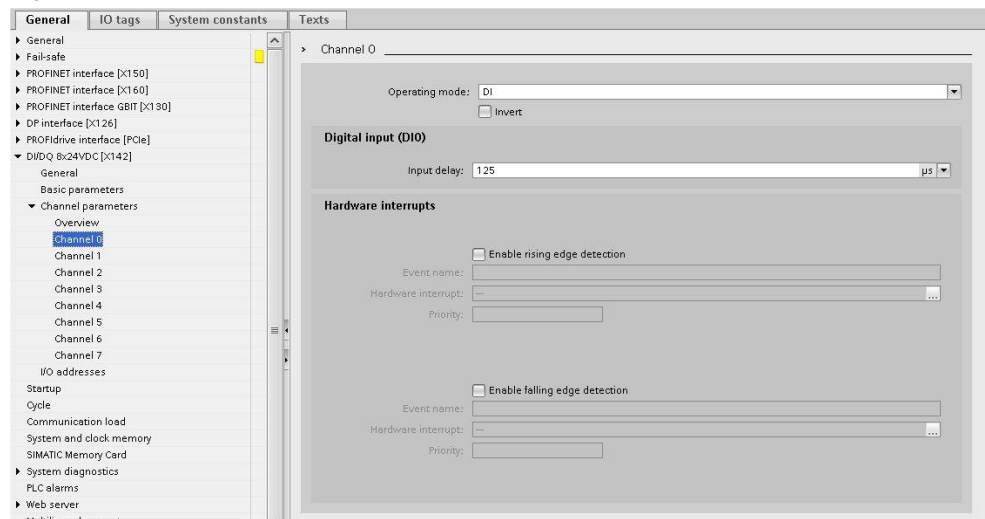 General IO tags System constants Texts
General
Fail-safe
PROFINET interface [X150]
PROFINET interface [X160]
PROFINET interface GBIT [X130]
DP interface [X126]
PROFIdrive interface [PCIe]
DI/DQ 8x24VDC [X142]
General
Basic parameters
Channel parameters
Overview
Channel 0
Channel 1
Channel 2
Channel 3
Channel 4
Channel 5
Channel 6
Channel 7
I/O addresses
Startup
Cycle
Communication load
System and clock memory
SIMATIC Memory Card
System diagnostics
PLC alarms
Web server
Channel 0
Operating mode: DI
Invert
Digital input (DI0)
Input delay: 125 µs
Hardware interrupts
Enable rising edge detection
Event name:
Hardware interrupt: —
...
Priority:
Enable falling edge detection
Event name:
Hardware interrupt: —
...
Priority: